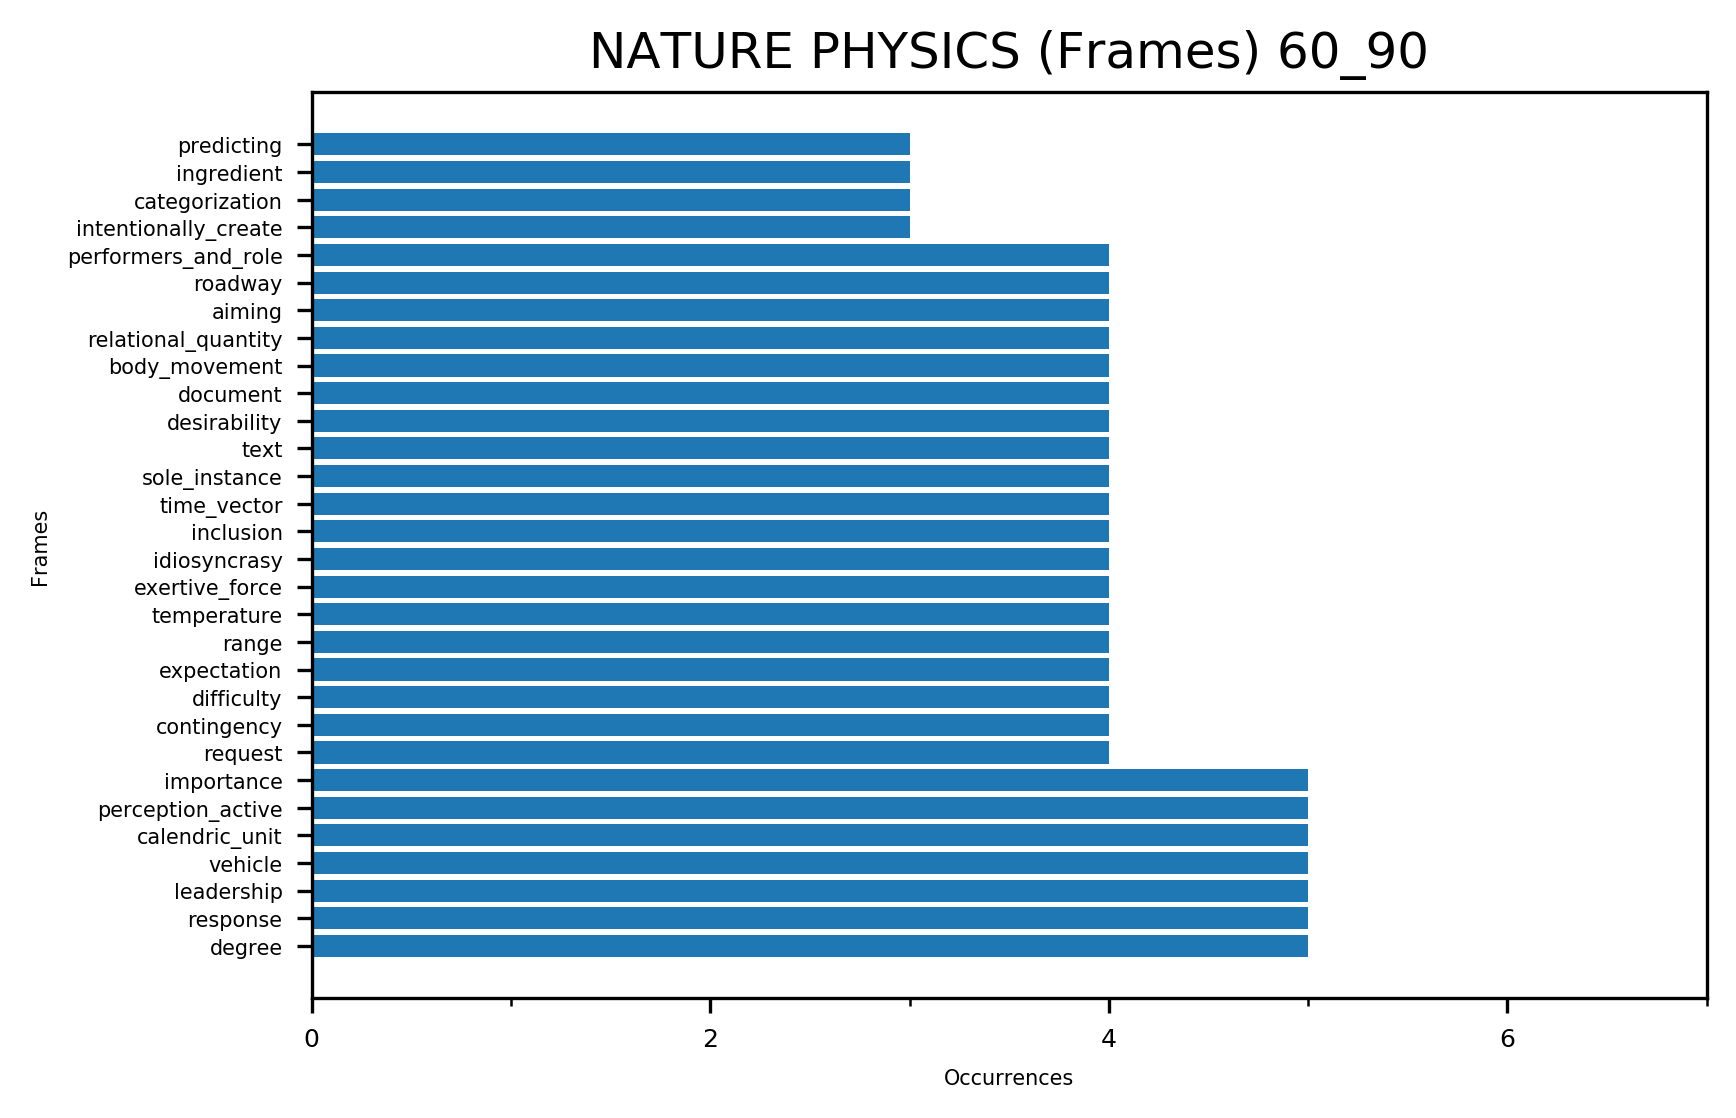 NATURE PHYSICS (Frames) 60_90
predicting
ingredient
categorization
intentionally_create
performers_and_role
roadway
aiming
relational_quantity
body_movement
document
desirability
text
sole_instance
time_vector
inclusion
idiosyncrasy
exertive_force
temperature
range
expectation
difficulty
contingency
request
importance
perception_active
calendric_unit
vehicle
leadership
response
degree
Frames
0 2 4 6
Occurrences